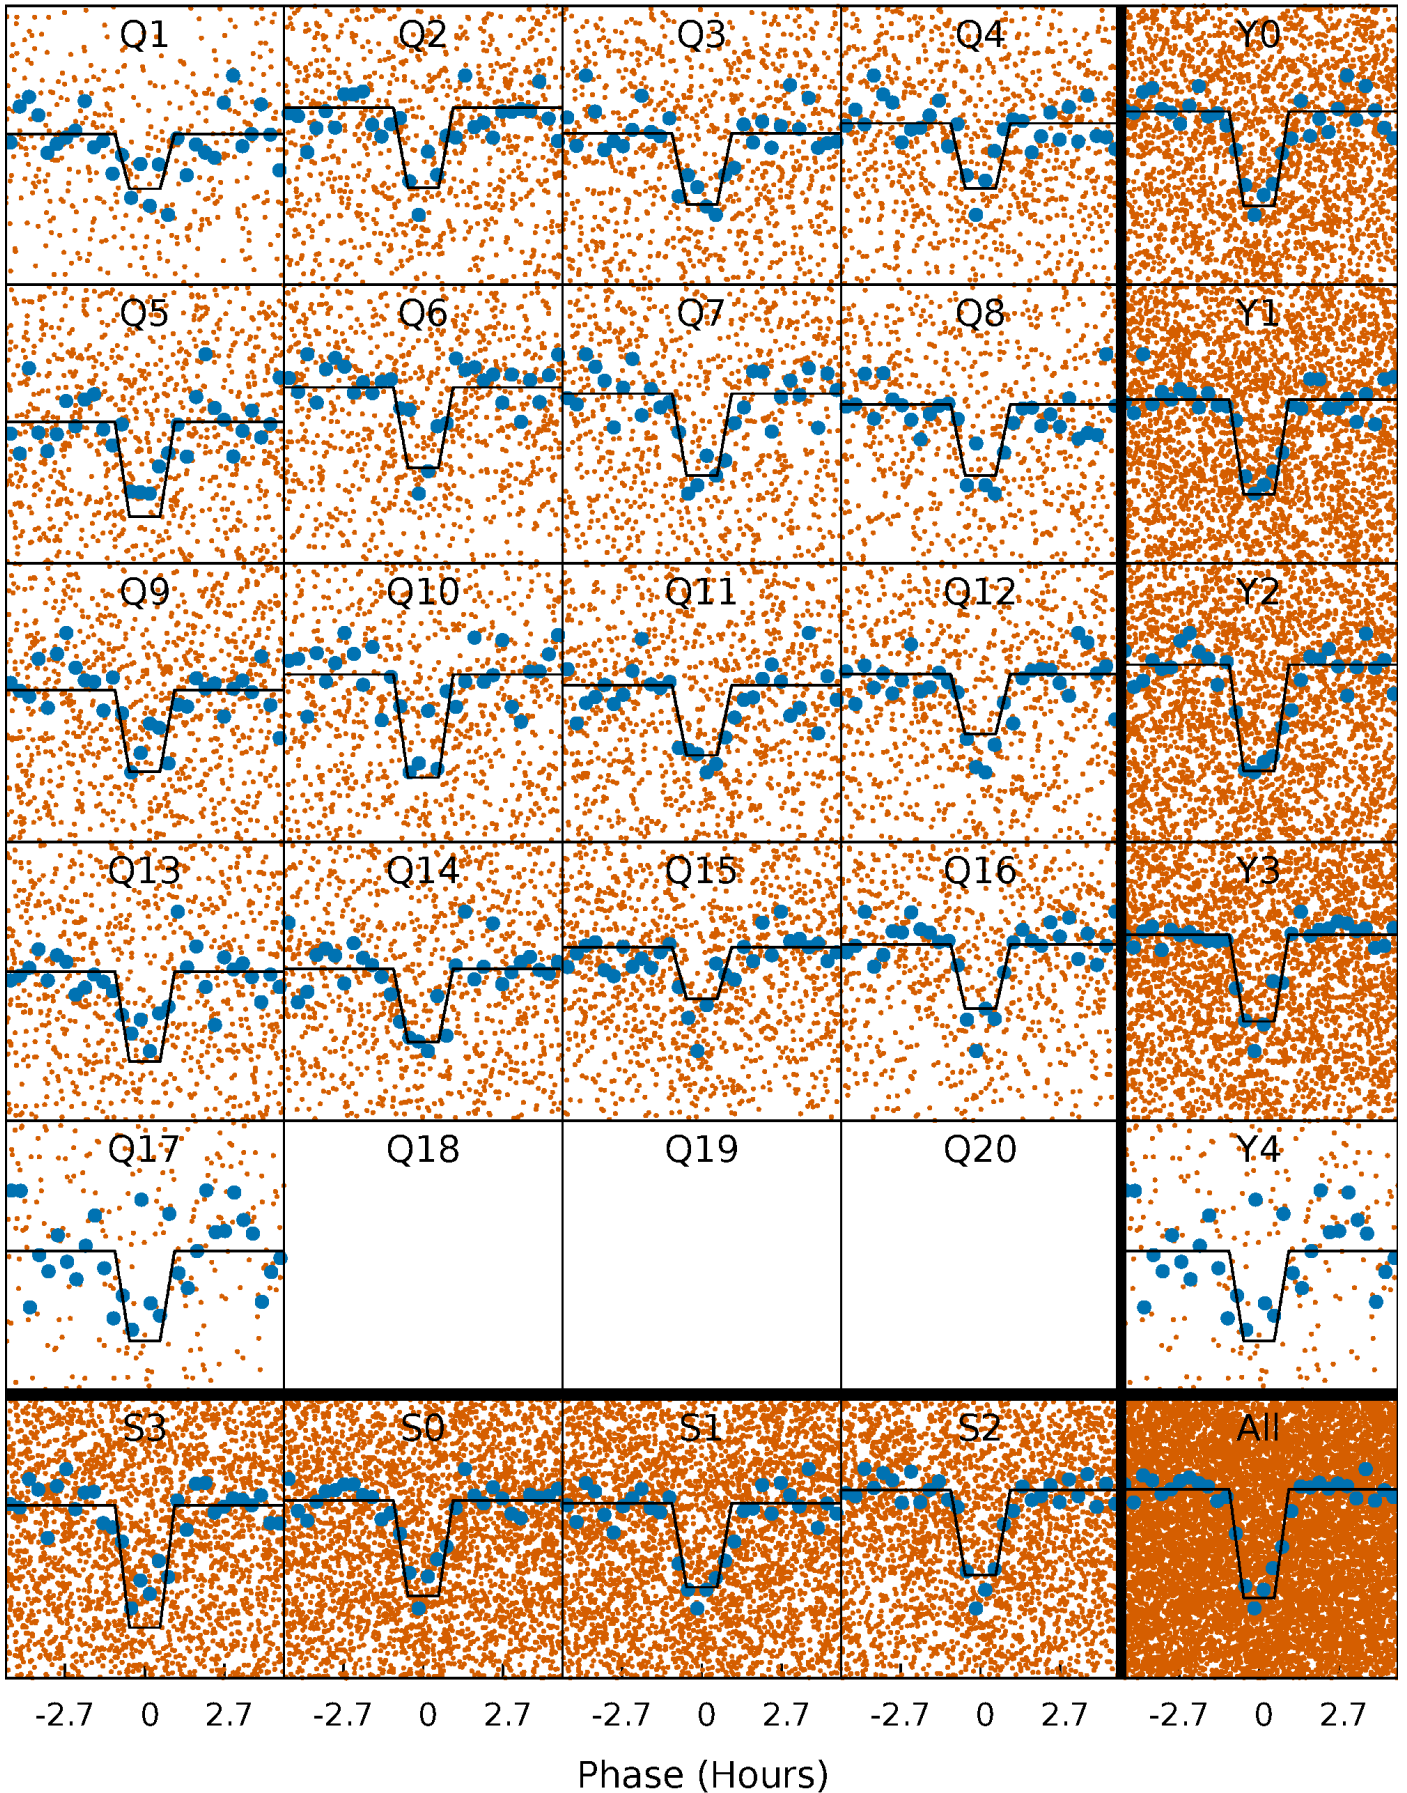 Q1 Q2 Q3 Q4 Y0
Q5 Q6 Q7 Q8 Y1
Q9 Q10 Q11 Q12 Y2
Q13 Q14 Q15 Q16 Y3
Q17 Q18 Q19 Q20 Y4
S3 S0 S1 S2 All
-2.7 0 2.7 -2.7 0 2.7 -2.7 0 2.7 -2.7 0 2.7 -2.7 0 2.7
Phase (Hours)